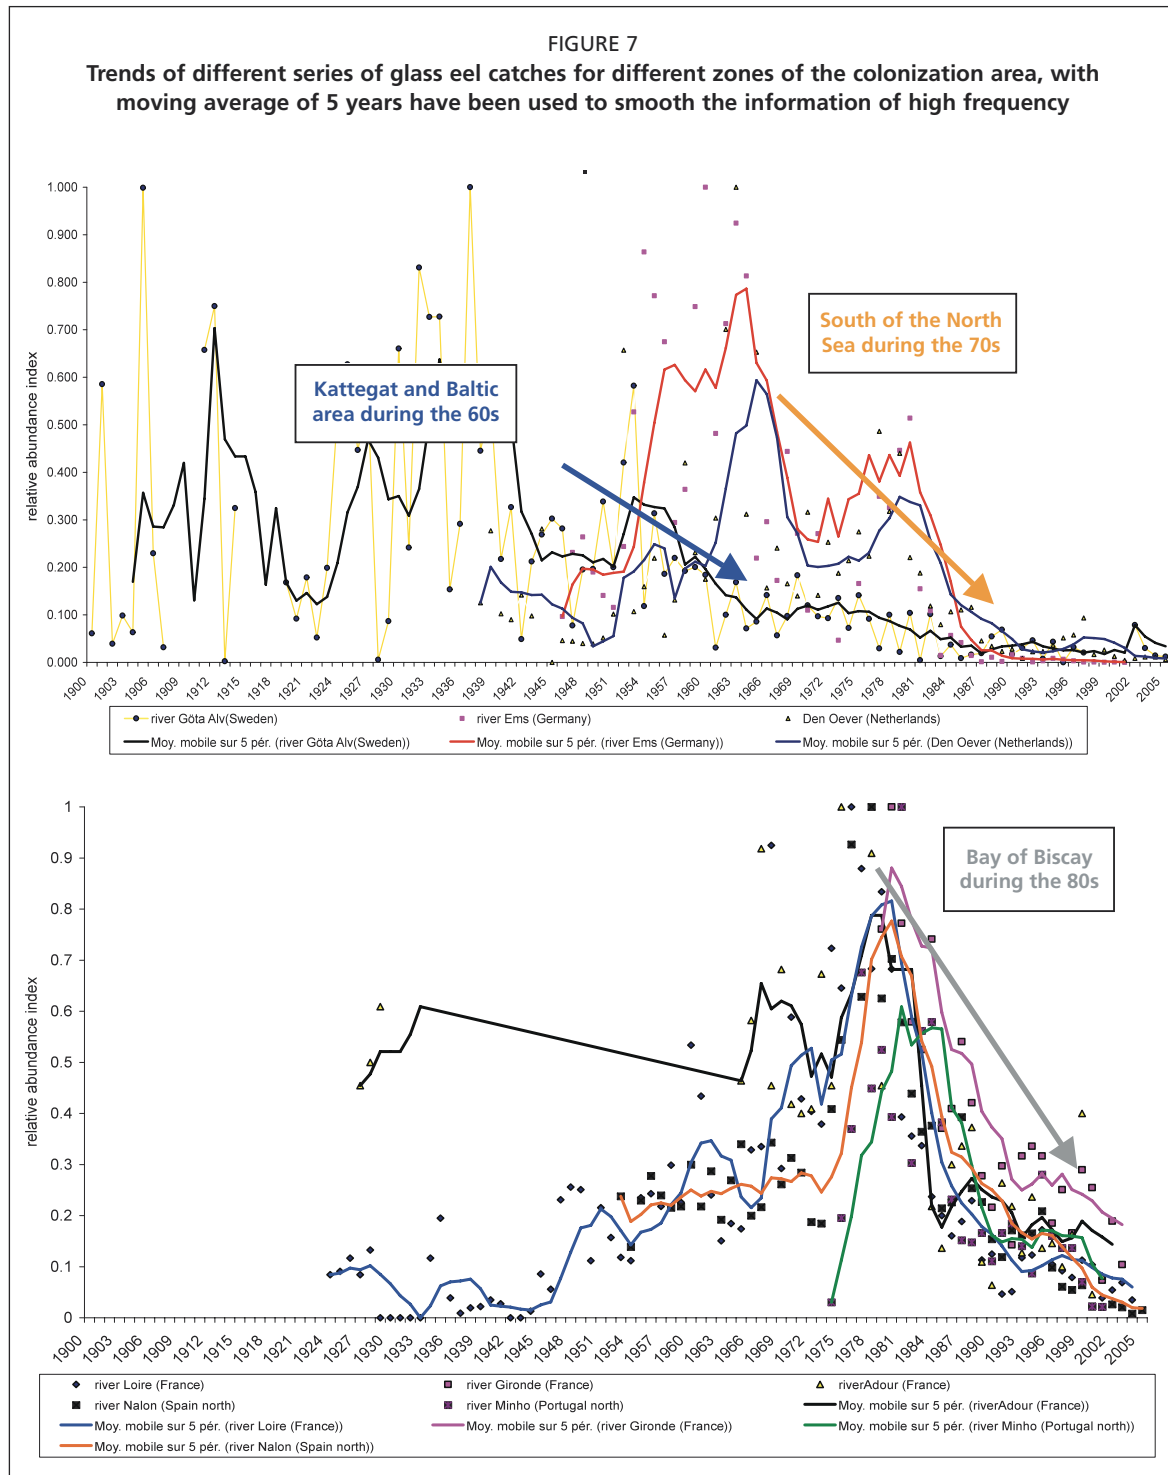 FIGURE 7
Trends of different series of glass eel catches for different zones of the colonization area, with
moving average of 5 years have been used to smooth the information of high frequency
relative abundance index
1.000
0.900
0.800
0.700
0.600
0.500
0.400
0.300
0.200
0.100
0.000
Kattegat and Baltic
area during the 60s
South of the North
Sea during the 70s
1900 1903 1906 1909 1912 1915 1918 1921 1924 1927 1930 1933 1936 1939 1942 1945 1948 1951 1954 1957 1960 1963 1966 1969 1972 1975 1978 1981 1984 1987 1990 1993 1996 1999 2002 2005
river Göta Alv(Sweden) river Ems (Germany) Den Oever (Netherlands)
Moy. mobile sur 5 pér. (river Göta Alv(Sweden)) Moy. mobile sur 5 pér. (river Ems (Germany)) Moy. mobile sur 5 pér. (Den Oever (Netherlands))
relative abundance index
1
0.9
0.8
0.7
0.6
0.5
0.4
0.3
0.2
0.1
0
Bay of Biscay
during the 80s
1900 1903 1906 1909 1912 1915 1918 1921 1924 1927 1930 1933 1936 1939 1942 1945 1948 1951 1954 1957 1960 1963 1966 1969 1972 1975 1978 1981 1984 1987 1990 1993 1996 1999 2002 2005
river Loire (France) river Gironde (France) riverAdour (France)
river Nalon (Spain north) river Minho (Portugal north) Moy. mobile sur 5 pér. (riverAdour (France))
Moy. mobile sur 5 pér. (river Loire (France)) Moy. mobile sur 5 pér. (river Gironde (France)) Moy. mobile sur 5 pér. (river Minho (Portugal north))
Moy. mobile sur 5 pér. (river Nalon (Spain north))